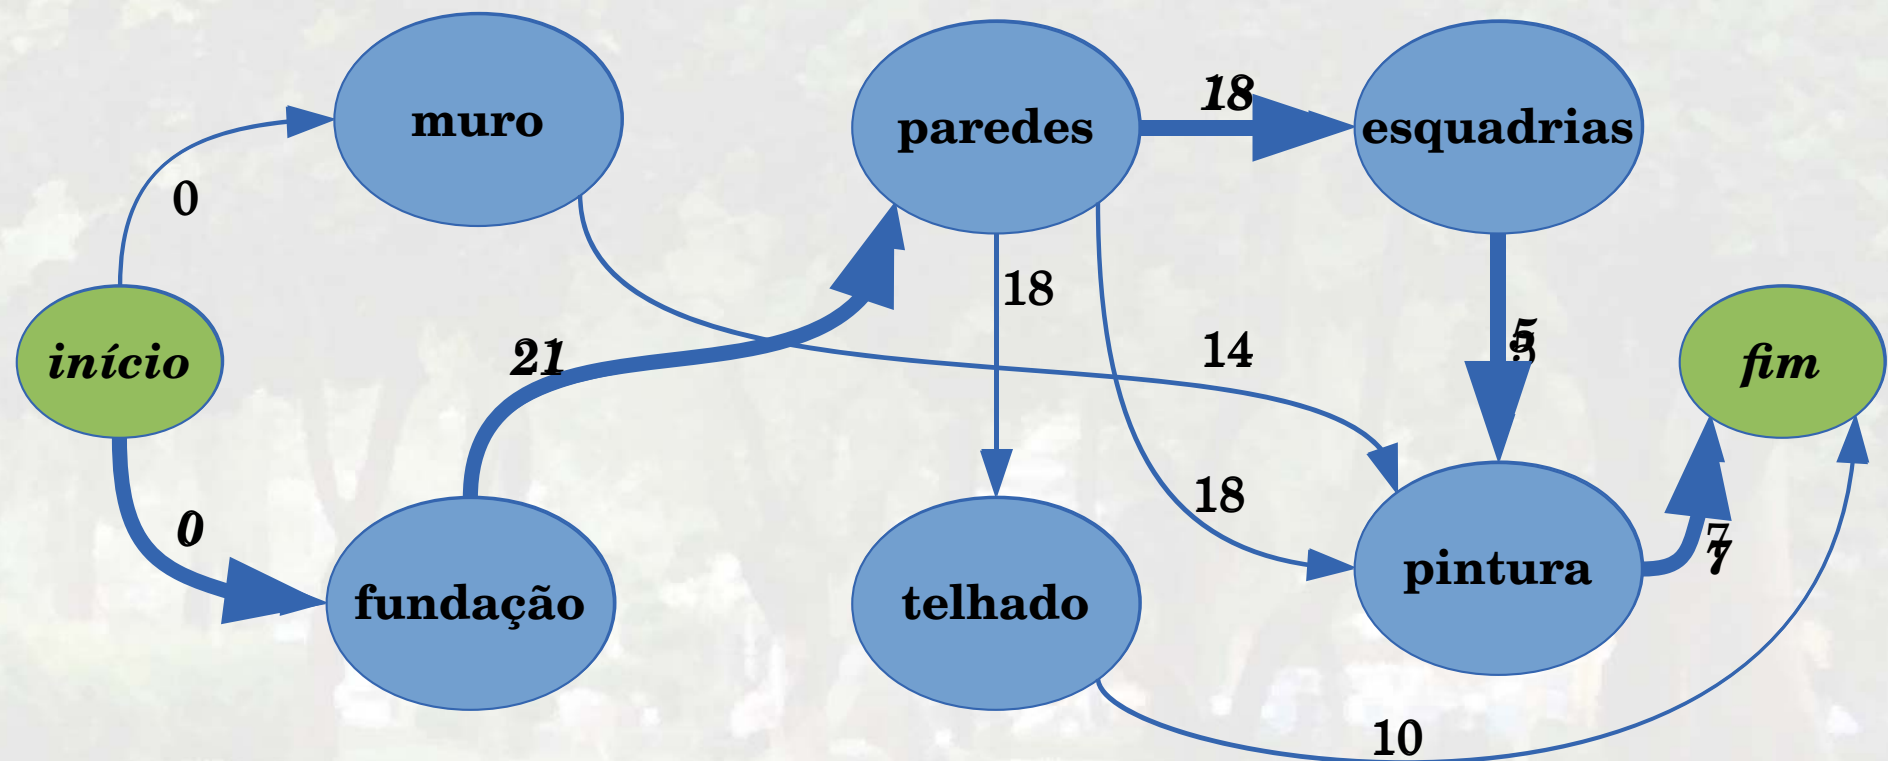 muro
paredes
18
esquadrias
0
18
início
21
14
5
fim
0
18
7
fundação
telhado
pintura
10